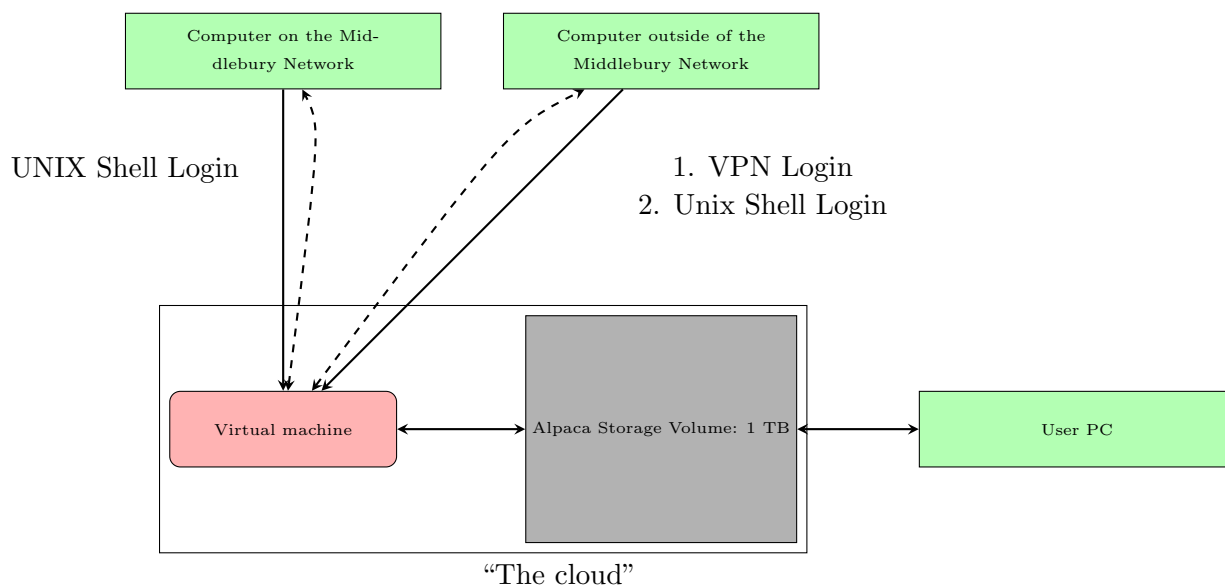 Computer on the Mid-
dlebury Network
Computer outside of the
Middlebury Network
UNIX Shell Login
1. VPN Login
2. Unix Shell Login
Virtual machine
Alpaca Storage Volume: 1 TB
User PC
“The cloud”